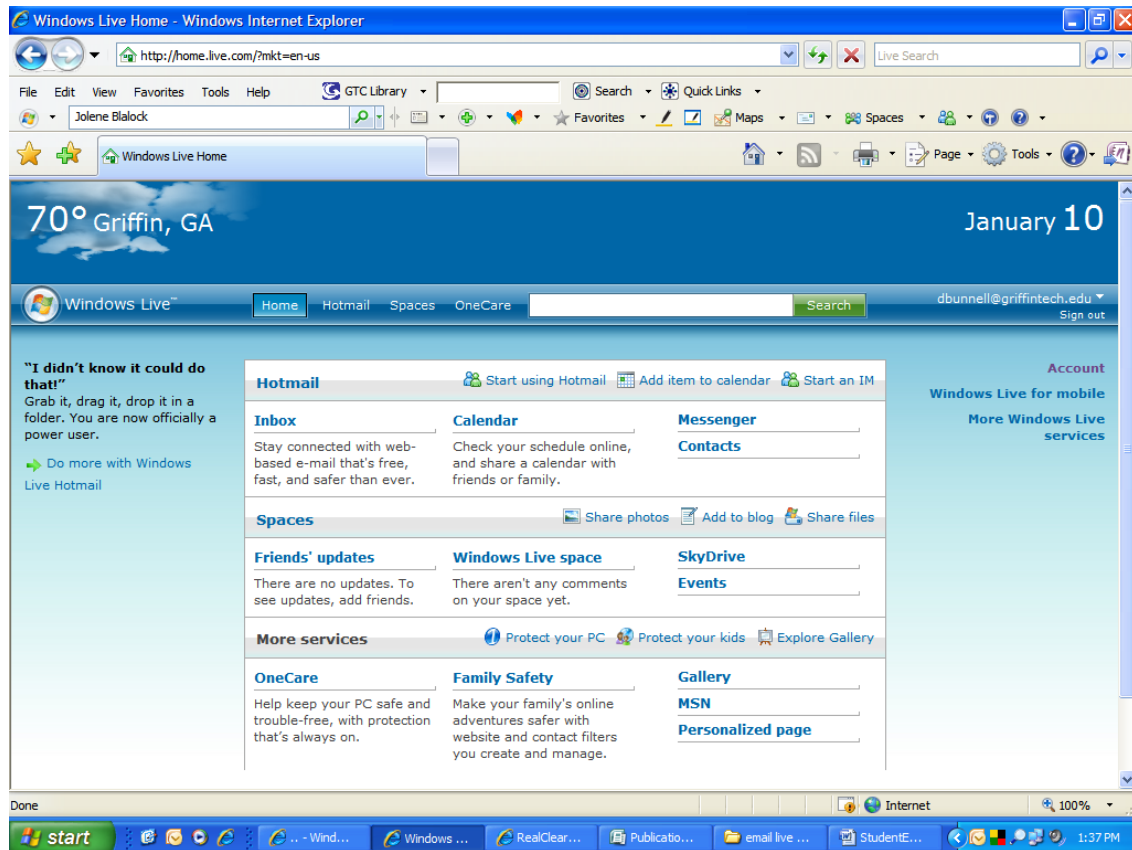 Windows Live Home - Windows Internet Explorer
http://home.live.com/?mkt=en-us
Live Search
File Edit View Favorites Tools Help GTC Library Search Quick Links
Jolene Blalock Favorites Maps Spaces
Windows Live Home Page Tools
70° Griffin, GA
January 10
Windows Live™ Home Hotmail Spaces OneCare Search
dbunnell@griffintech.edu
Sign out
“I didn’t know it could do
that!”
Grab it, drag it, drop it in a
folder. You are now officially a
power user.
Do more with Windows
Live Hotmail
Hotmail Start using Hotmail Add item to calendar Start an IM
Inbox
Stay connected with web-
based e-mail that's free,
fast, and safer than ever.
Calendar
Check your schedule online,
and share a calendar with
friends or family.
Messenger
Contacts
Spaces Share photos Add to blog Share files
Friends' updates
There are no updates. To
see updates, add friends.
Windows Live space
There aren't any comments
on your space yet.
SkyDrive
Events
More services Protect your PC Protect your kids Explore Gallery
OneCare
Help keep your PC safe and
trouble-free, with protection
that’s always on.
Family Safety
Make your family's online
adventures safer with
website and contact filters
you create and manage.
Gallery
MSN
Personalized page
Account
Windows Live for mobile
More Windows Live
services
Done Internet 100%
start .. - Wind... Windows ... RealClear... Publicatio... email live ... StudentE... 1:37 PM